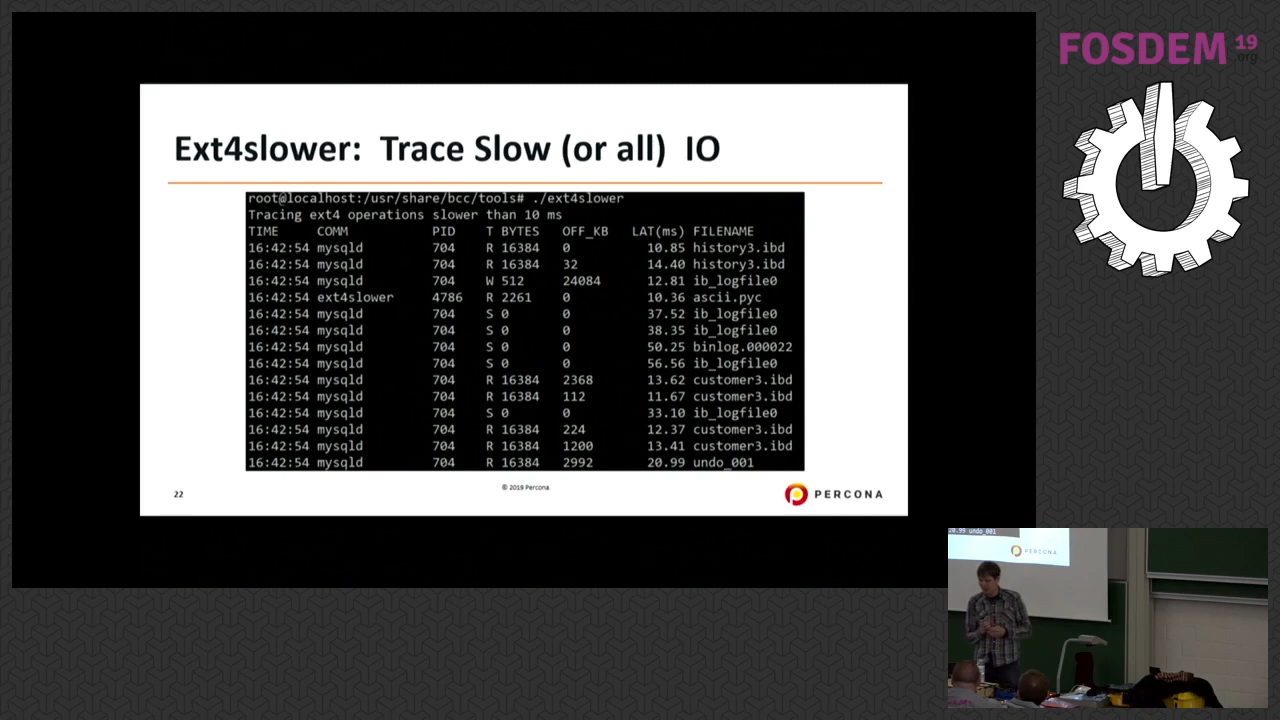 FOSDEM 19
.org
Ext4slower: Trace Slow (or all) IO
root@localhost:/usr/share/bcc/tools# ./ext4slower
Tracing ext4 operations slower than 10 ms
TIME COMM PID T BYTES OFF_KB LAT(ms) FILENAME
16:42:54 mysqld 704 R 16384 0 10.85 history3.ibd
16:42:54 mysqld 704 R 16384 32 14.40 history3.ibd
16:42:54 mysqld 704 W 512 24084 12.81 ib_logfile0
16:42:54 ext4slower 4786 R 2261 0 10.36 ascii.pyc
16:42:54 mysqld 704 S 0 0 37.52 ib_logfile0
16:42:54 mysqld 704 S 0 0 38.35 ib_logfile0
16:42:54 mysqld 704 S 0 0 50.25 binlog.000022
16:42:54 mysqld 704 S 0 0 56.56 ib_logfile0
16:42:54 mysqld 704 R 16384 2368 13.62 customer3.ibd
16:42:54 mysqld 704 R 16384 112 11.67 customer3.ibd
16:42:54 mysqld 704 S 0 0 33.10 ib_logfile0
16:42:54 mysqld 704 R 16384 224 12.37 customer3.ibd
16:42:54 mysqld 704 R 16384 1200 13.41 customer3.ibd
16:42:54 mysqld 704 R 16384 2992 20.99 undo_001
22
© 2019 Percona
PERCONA
20.99 undo_001
PERCONA